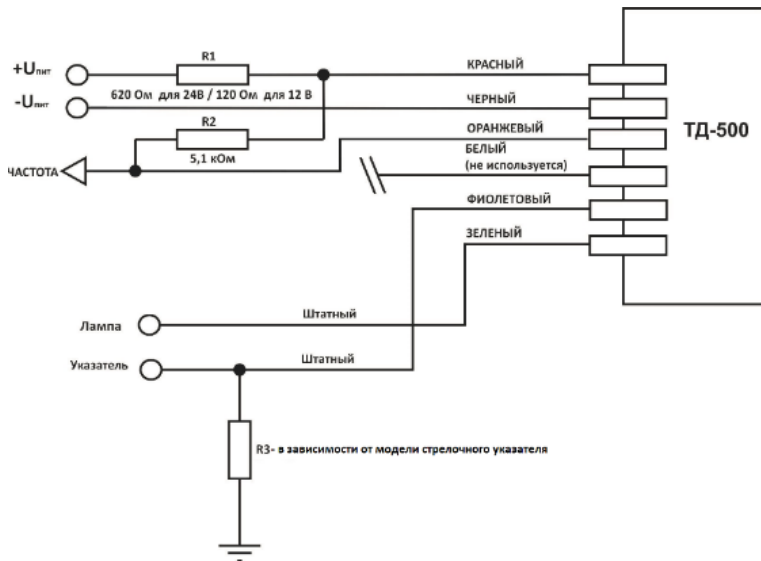 R1
КРАСНЫЙ
+Uпит
620 Ом для 24В / 120 Ом для 12 В
ЧЕРНЫЙ
-Uпит
R2
ОРАНЖЕВЫЙ
ТД-500
5,1 кОм
БЕЛЫЙ
(не используется)
ЧАСТОТА
ФИОЛЕТОВЫЙ
ЗЕЛЕНЫЙ
Штатный
Лампа
Штатный
Указатель
R3- в зависимости от модели стрелочного указателя